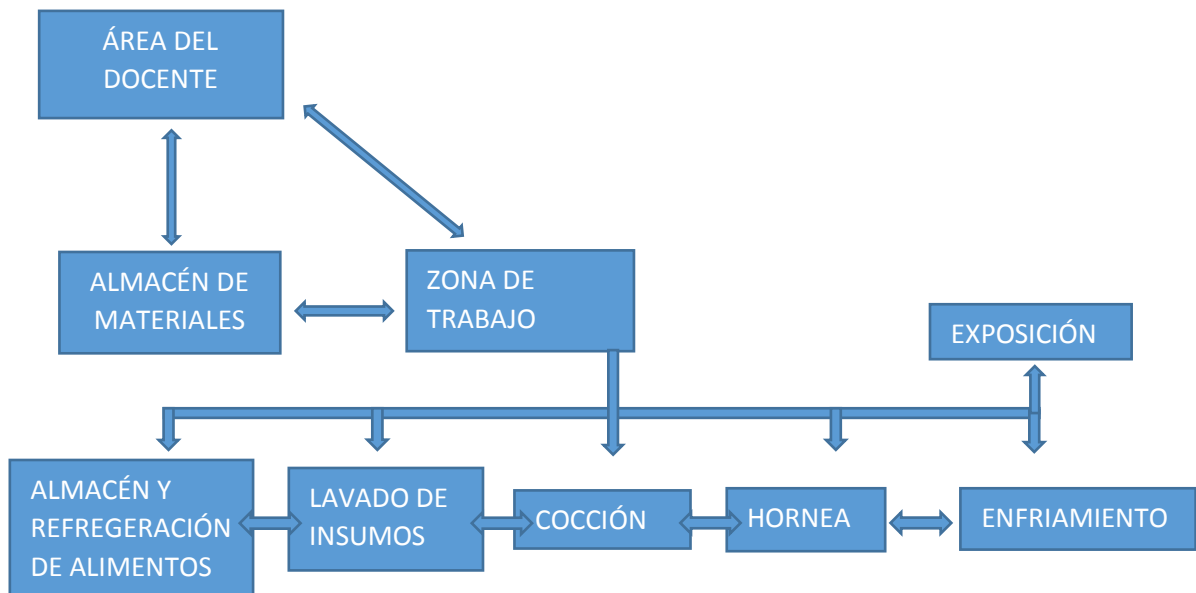 ÁREA DEL
DOCENTE
ALMACÉN DE
MATERIALES
ZONA DE
TRABAJO
EXPOSICIÓN
ALMACÉN Y
REFREGERACIÓN
DE ALIMENTOS
LAVADO DE
INSUMOS
COCCIÓN
HORNEA
ENFRIAMIENTO